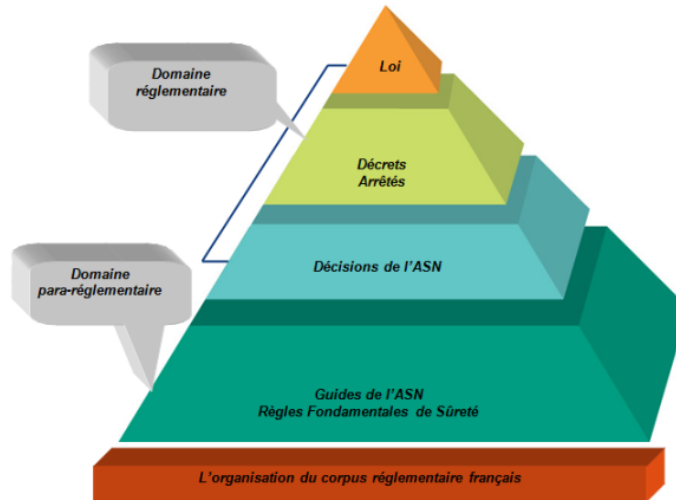 Loi
Domaine
réglementaire
Décrets
Arrêtés
Décisions de l'ASN
Domaine
para-réglementaire
Guides de l'ASN
Règles Fondamentales de Sûreté
L'organisation du corpus réglementaire français